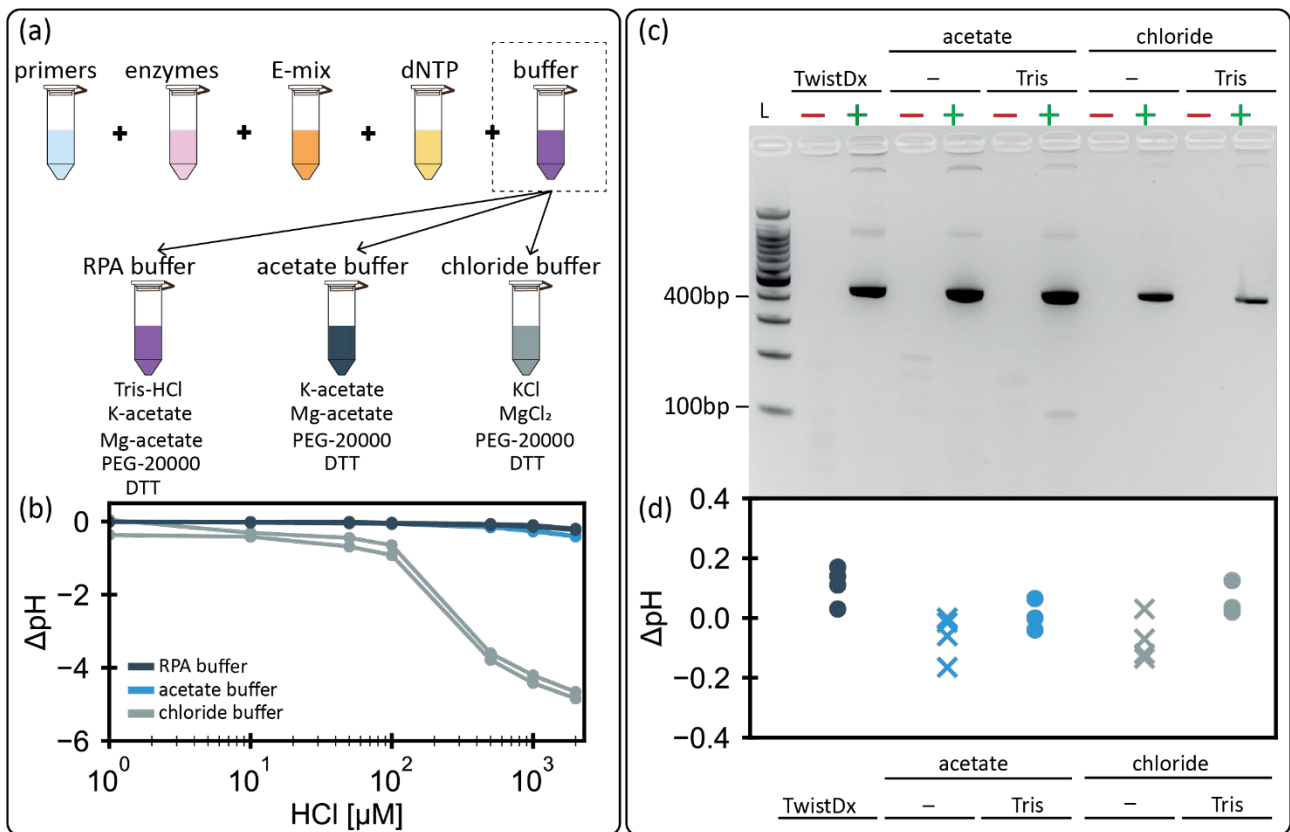 (a)
primers enzymes E-mix dNTP buffer
+ + + +
RPA buffer acetate buffer chloride buffer
Tris-HCl
K-acetate
Mg-acetate
PEG-20000
DTT
K-acetate
Mg-acetate
PEG-20000
DTT
KCl
MgCl₂
PEG-20000
DTT
(b)
0
−2
−4
−6
ΔpH
RPA buffer
acetate buffer
chloride buffer
10⁰ 10¹ 10² 10³
HCl [µM]
(c)
acetate chloride
TwistDx – Tris – Tris
L − + − + − + − + − +
400bp
100bp
(d)
0.4
0.2
0.0
−0.2
−0.4
ΔpH
acetate chloride
TwistDx – Tris – Tris